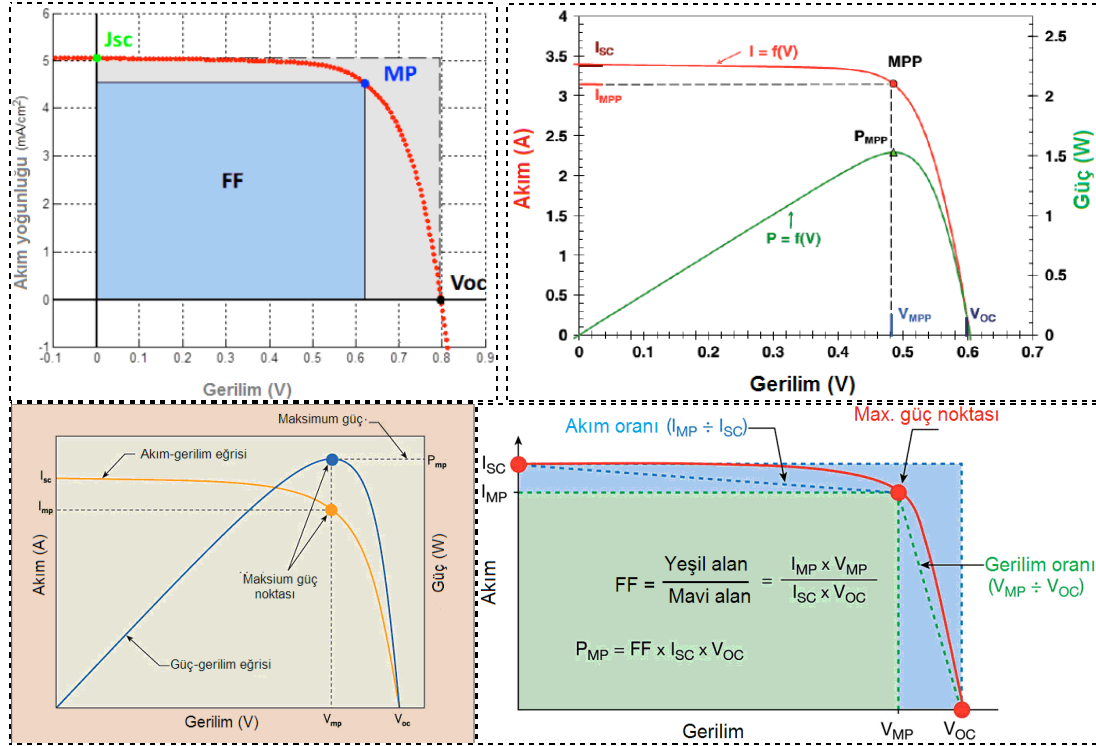 Jsc
MP
FF
Voc
Akım yoğunluğu (mA/cm²)
6
5
4
3
2
1
0
-1
-0.1
0
0.1
0.2
0.3
0.4
0.5
0.6
0.7
0.8
0.9
Gerilim (V)
4
3.5
3
2.5
2
1.5
1
0.5
0
Akım (A)
ISC
IMPP
I = f(V)
MPP
PMPP
P = f(V)
VMPP
VOC
2.5
2
1.5
1
0.5
0
Güç (W)
0
0.1
0.2
0.3
0.4
0.5
0.6
0.7
Gerilim (V)
Maksimum güç
Akım-gerilim eğrisi
Pmp
Isc
Imp
Akım (A)
Güç (W)
Maksium güç
noktası
Güç-gerilim eğrisi
Gerilim (V)
Vmp
Voc
Max. güç noktası
Akım oranı (IMP ÷ ISC)
ISC
IMP
Akım
FF = Yeşil alan / Mavi alan = IMP x VMP / ISC x VOC
PMP = FF x ISC x VOC
Gerilim oranı
(VMP ÷ VOC)
Gerilim
VMP
VOC